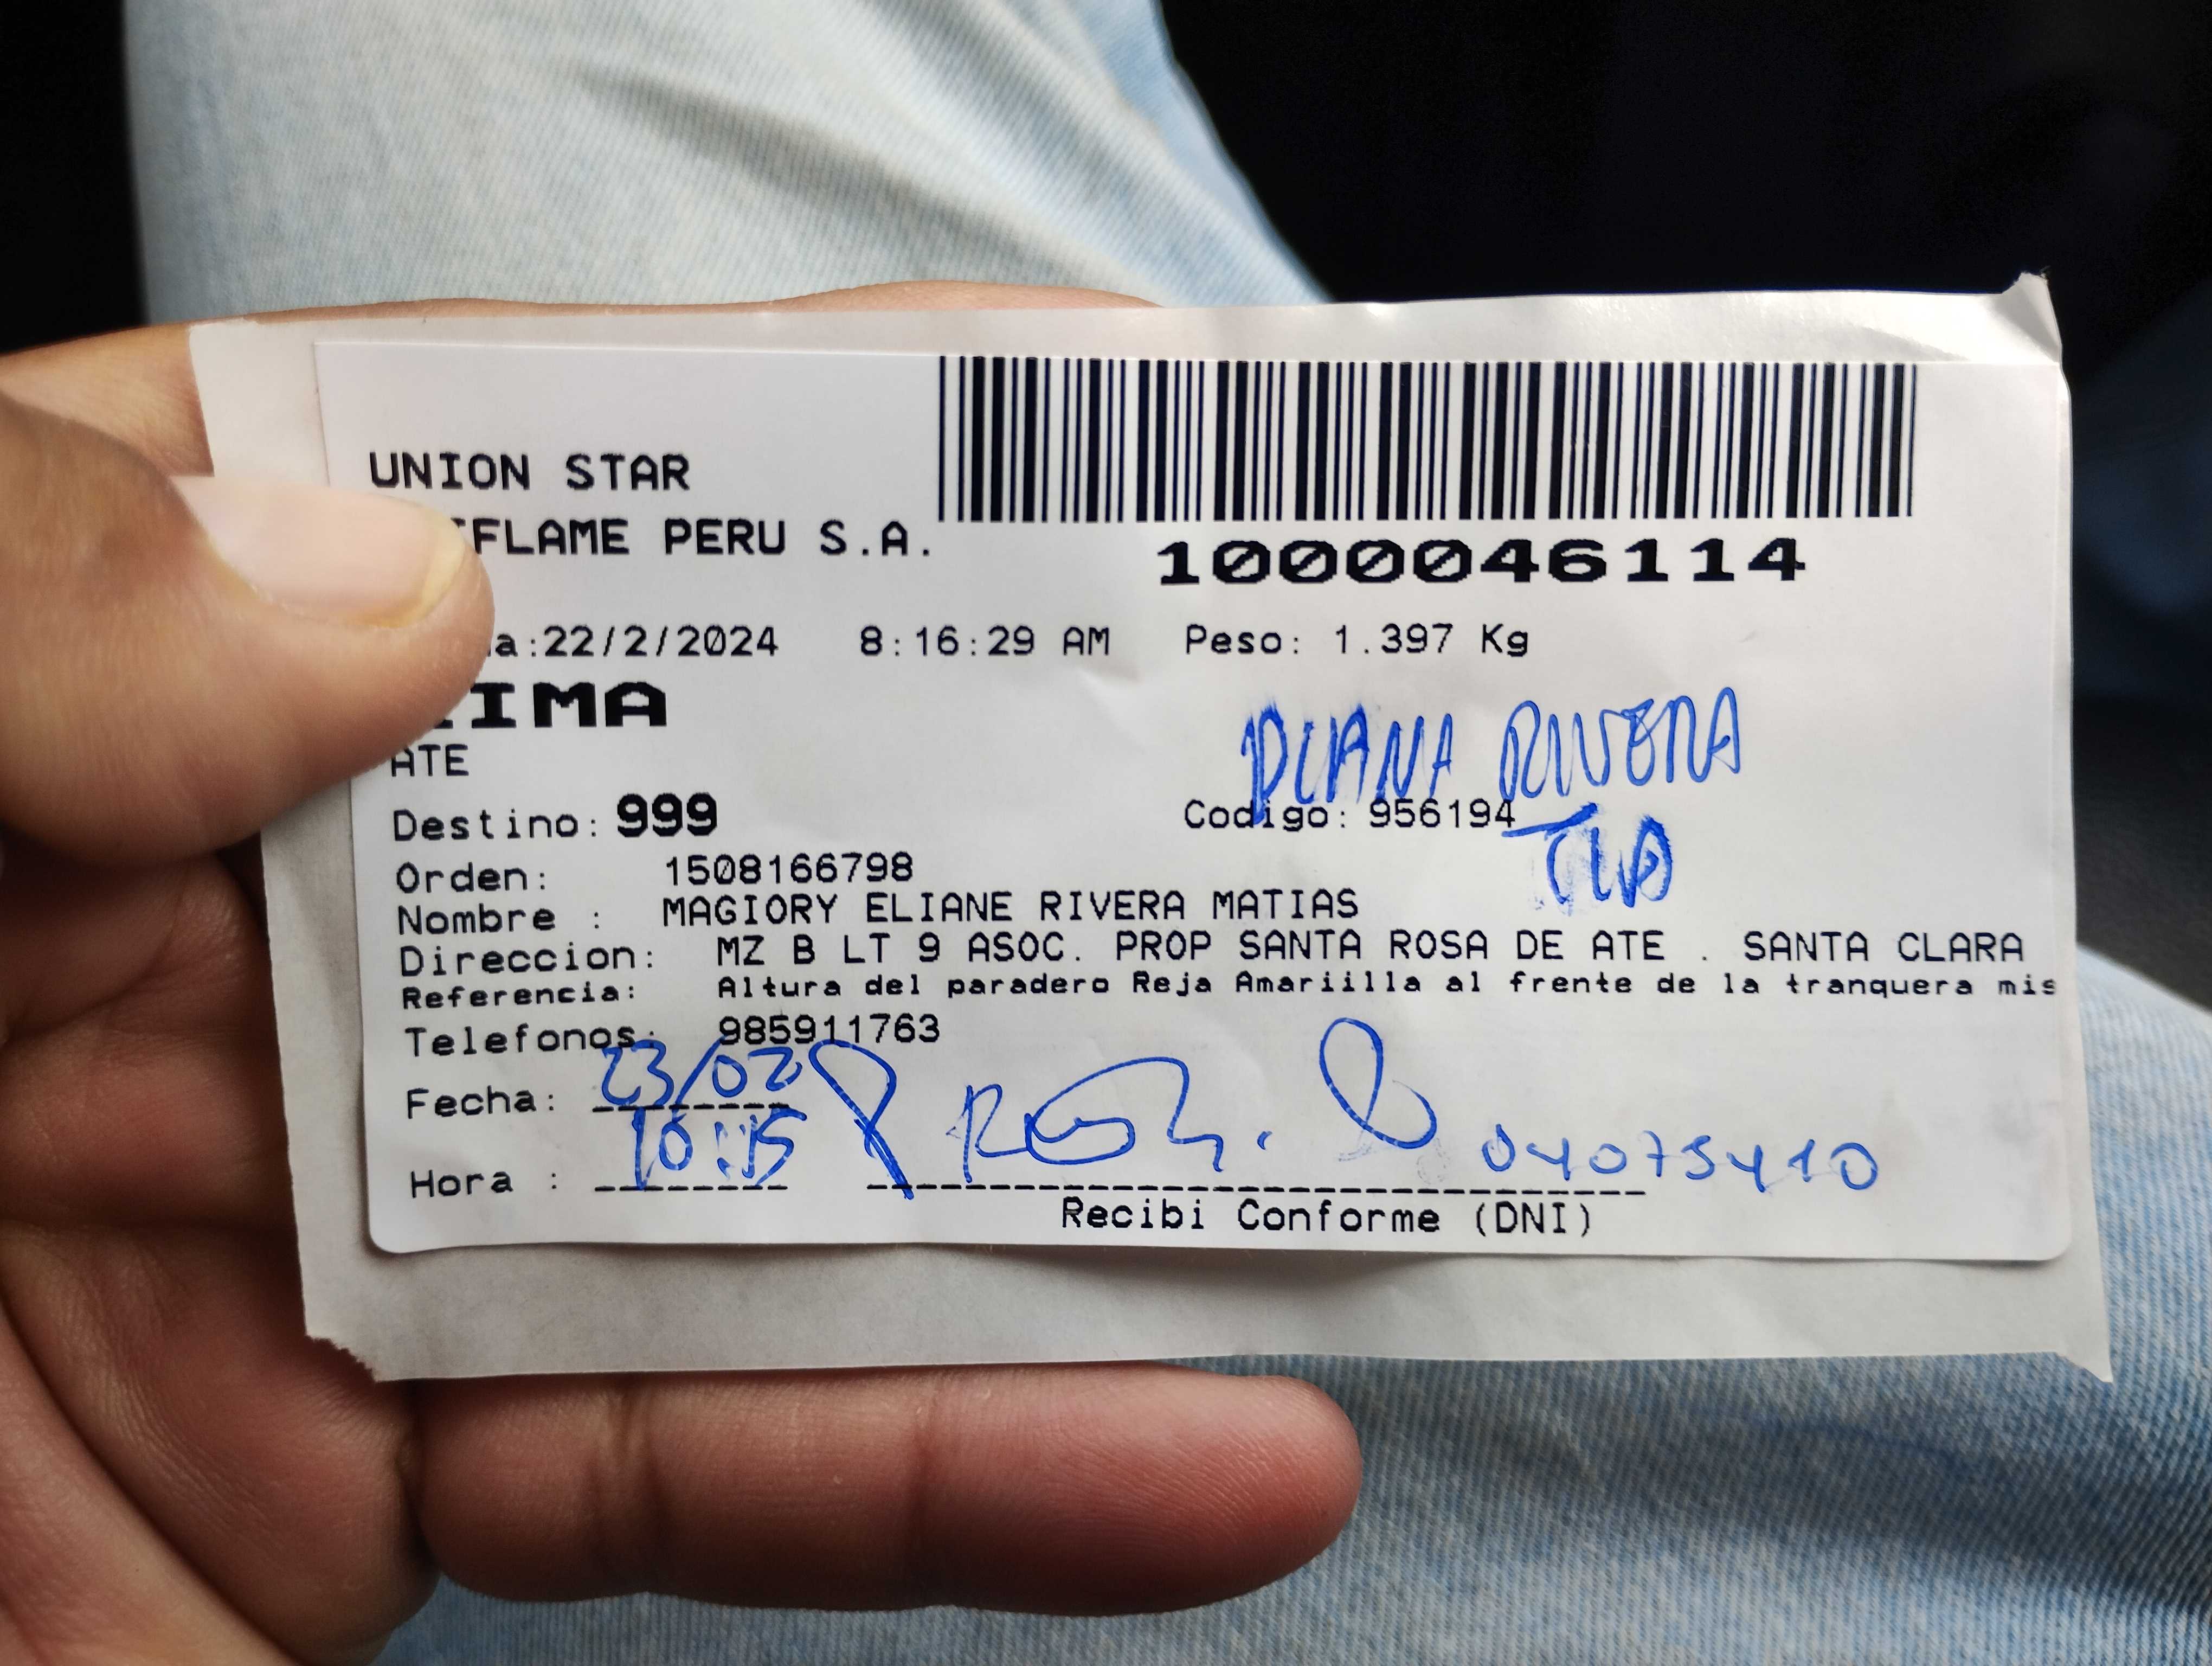 UNION STAR
IFLAME PERU S.A.
1000046114
a:22/2/2024 8:16:29 AM Peso: 1.397 Kg
IMA
ATE
DIANA RIVERA
Destino: 999 Codigo: 956194
TIA
Orden: 1508166798
Nombre : MAGIORY ELIANE RIVERA MATIAS
Direccion: MZ B LT 9 ASOC. PROP SANTA ROSA DE ATE . SANTA CLARA
Referencia: Altura del paradero Reja Amariilla al frente de la tranquera mis
Telefonos: 985911763
Fecha: 23/02
Hora : 10:15 04075410
Recibi Conforme (DNI)